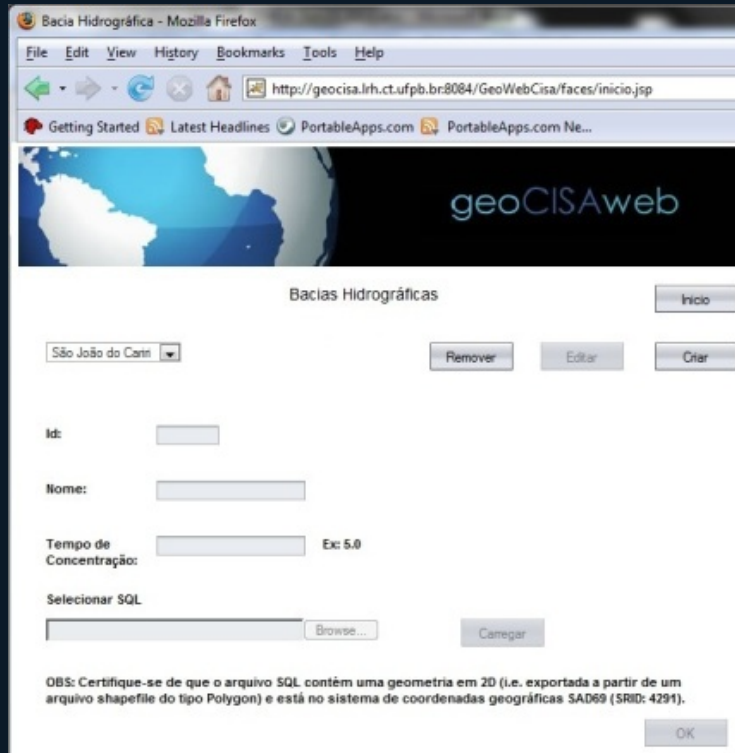 Bacia Hidrográfica - Mozilla Firefox
File Edit View History Bookmarks Tools Help
http://geocisa.lrh.ct.ufpb.br:8084/GeoWebCisa/faces/inicio.jsp
Getting Started Latest Headlines PortableApps.com PortableApps.com Ne...
geoCISAweb
Bacias Hidrográficas
Inicio
São João do Cariri
Remover Editar Criar
Id:
Nome:
Tempo de Ex: 5.0
Concentração:
Selecionar SQL
Browse... Carregar
OBS: Certifique-se de que o arquivo SQL contém uma geometria em 2D (i.e. exportada a partir de um
arquivo shapefile do tipo Polygon) e está no sistema de coordenadas geográficas SAD69 (SRID: 4291).
OK